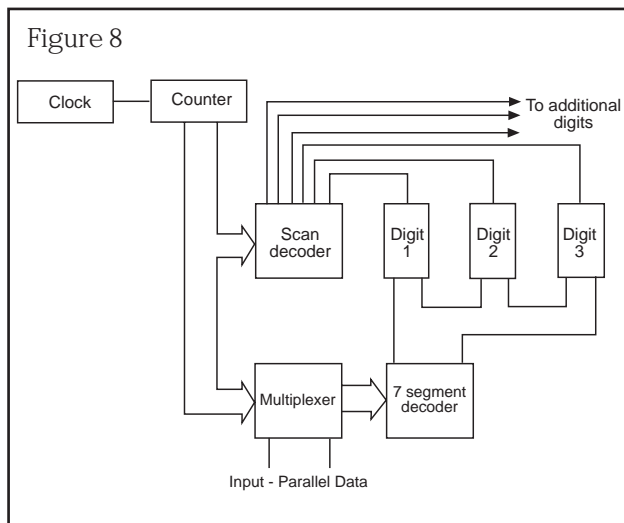 Figure 8
Clock
Counter
To additional
digits
Scan
decoder
Digit
1
Digit
2
Digit
3
Multiplexer
7 segment
decoder
Input - Parallel Data